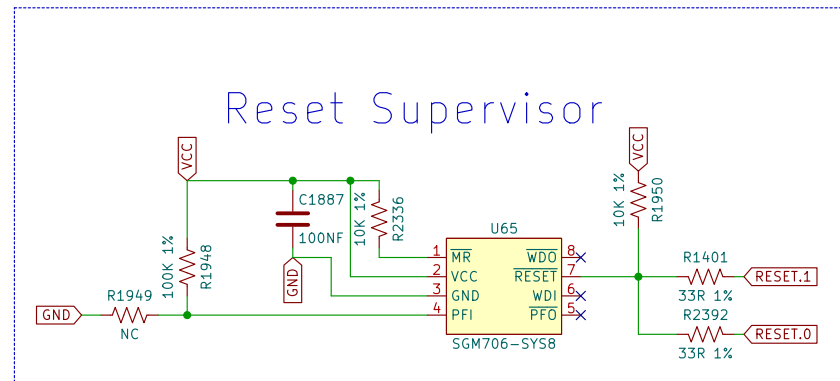 Reset Supervisor
VCC
VCC
C1887
100NF
10K 1%
R2336
10K 1%
R1950
100K 1%
R1948
GND
U65
1 MR
2 VCC
3 GND
4 PFI
WDO 8
RESET 7
WDI 6
PFO 5
SGM706-SYS8
R1401
33R 1%
RESET.1
R2392
33R 1%
RESET.0
GND
R1949
NC